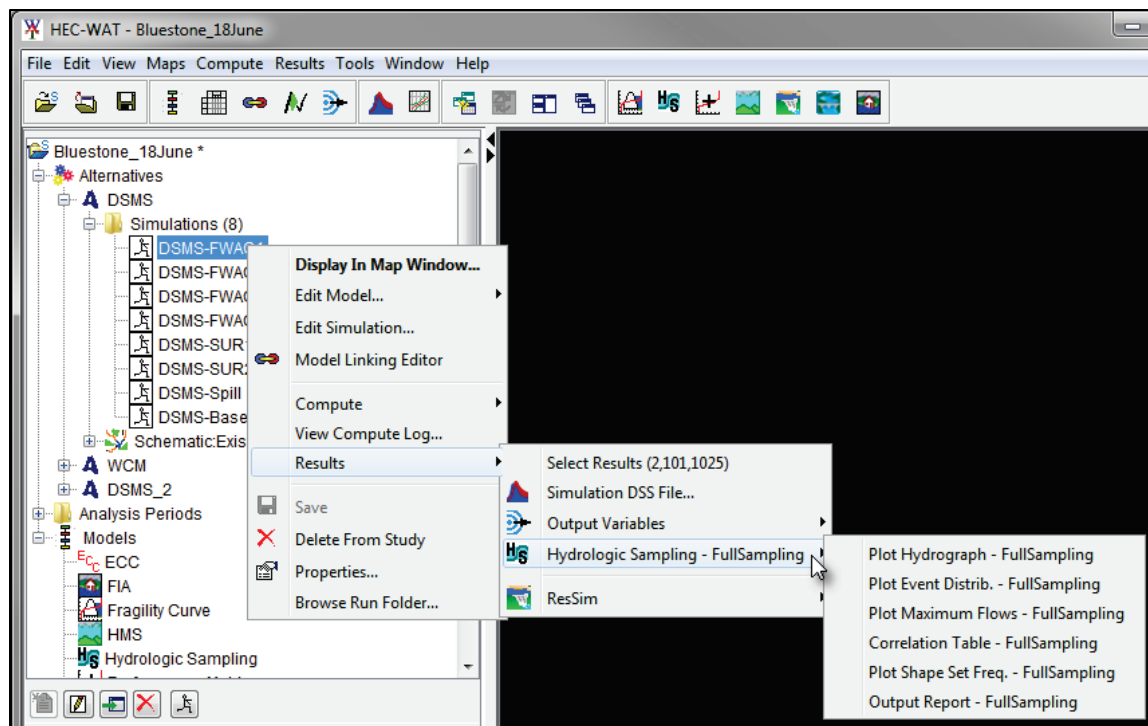 HEC-WAT - Bluestone_18June
File Edit View Maps Compute Results Tools Window Help
Bluestone_18June *
Alternatives
DSMS
Simulations (8)
DSMS-FWAC
DSMS-FWAC
DSMS-FWAC
DSMS-SUR
DSMS-SUR
DSMS-Spill
DSMS-Base
Schematic:Exis
WCM
DSMS_2
Analysis Periods
Models
ECC
FIA
Fragility Curve
HMS
Hydrologic Sampling
Display In Map Window...
Edit Model...
Edit Simulation...
Model Linking Editor
Compute
View Compute Log...
Results
Save
Delete From Study
Properties...
Browse Run Folder...
Select Results (2,101,1025)
Simulation DSS File...
Output Variables
Hydrologic Sampling - FullSampling
ResSim
Plot Hydrograph - FullSampling
Plot Event Distrib. - FullSampling
Plot Maximum Flows - FullSampling
Correlation Table - FullSampling
Plot Shape Set Freq. - FullSampling
Output Report - FullSampling